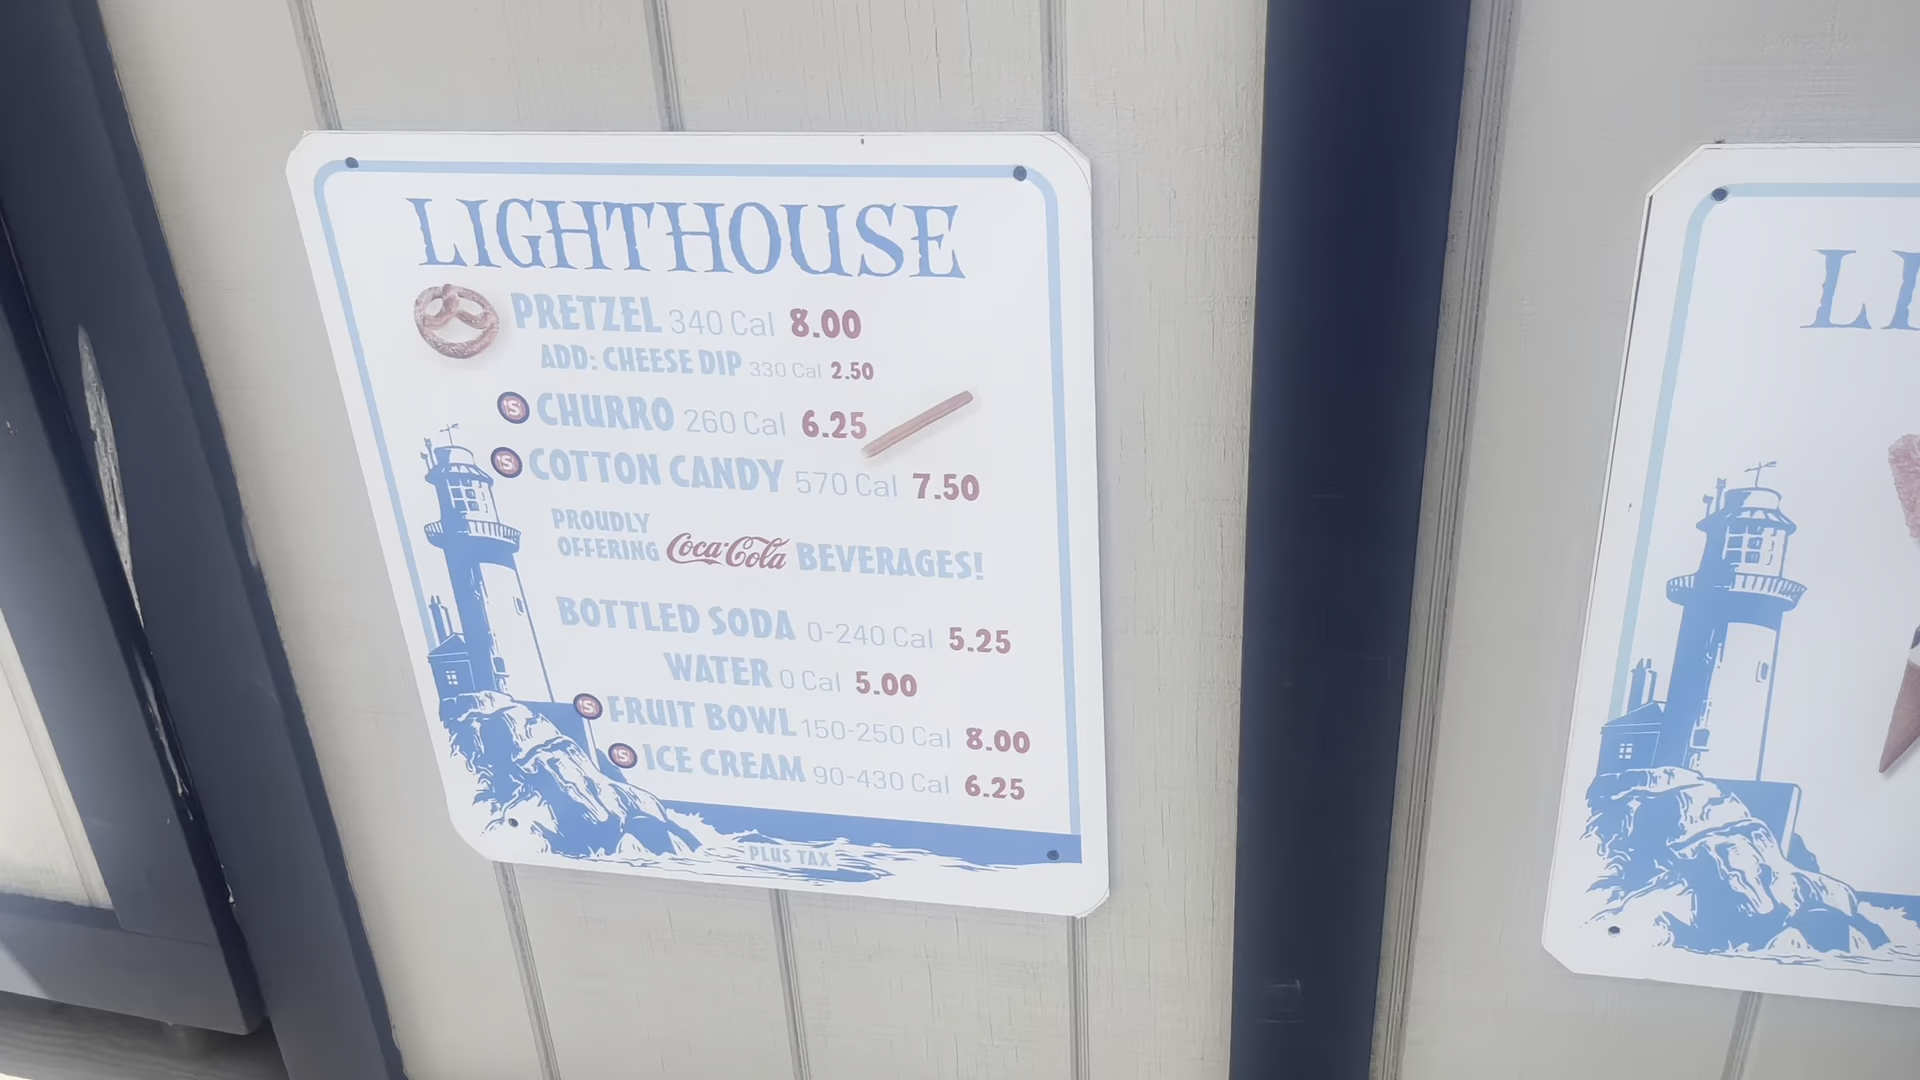 LIGHTHOUSE
PRETZEL 340 Cal 8.00
ADD: CHEESE DIP 330 Cal 2.50
S CHURRO 260 Cal 6.25
S COTTON CANDY 570 Cal 7.50
PROUDLY
OFFERING Coca-Cola BEVERAGES!
BOTTLED SODA 0-240 Cal 5.25
WATER 0 Cal 5.00
S FRUIT BOWL 150-250 Cal 8.00
S ICE CREAM 90-430 Cal 6.25
PLUS TAX
LI